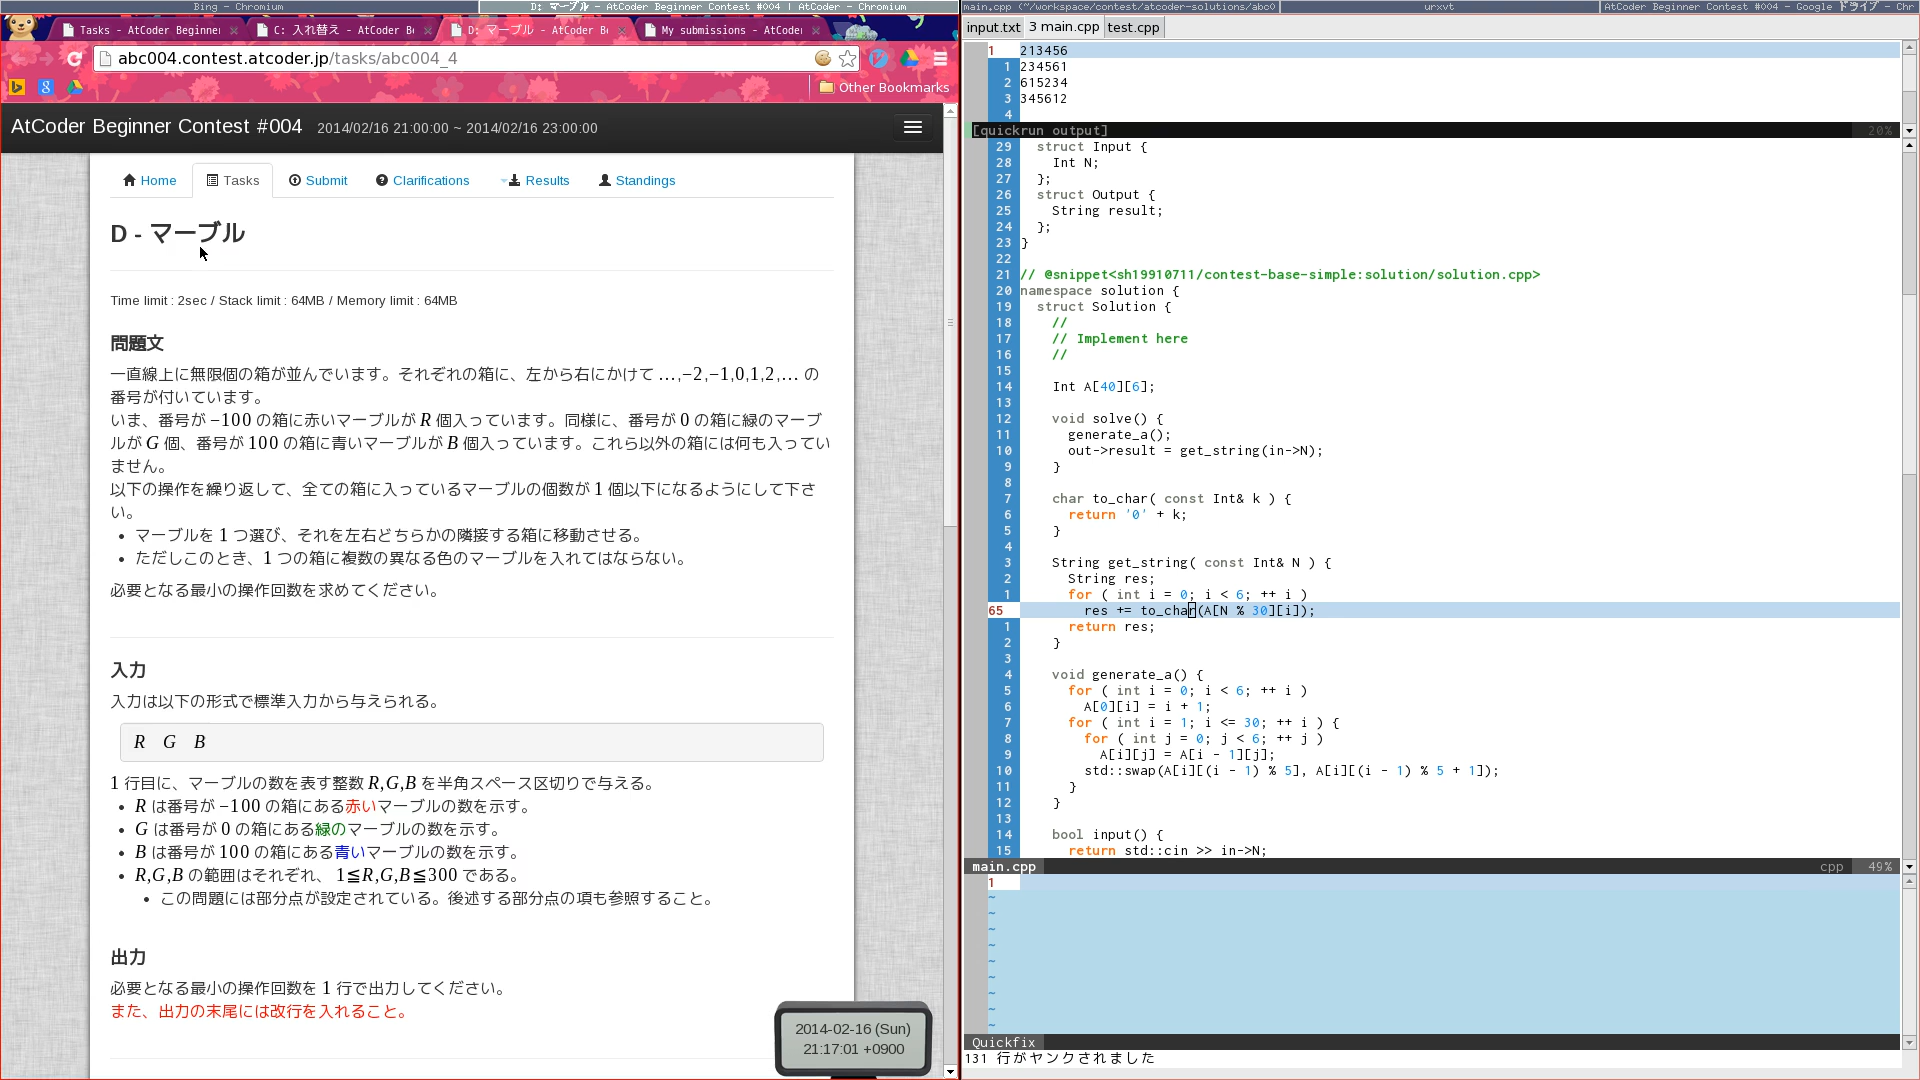 Bing - Chromium
D: マーブル - AtCoder Beginner Contest #004 | AtCoder - Chromium
main.cpp (~/workspace/contest/atcoder-solutions/abc0
urxvt
AtCoder Beginner Contest #004 - Google ドライブ - Chr
Tasks - AtCoder Beginner
C: 入れ替え - AtCoder Be
D: マーブル - AtCoder Be
My submissions - AtCoder
abc004.contest.atcoder.jp/tasks/abc004_4
Other Bookmarks
AtCoder Beginner Contest #004 2014/02/16 21:00:00 ~ 2014/02/16 23:00:00
Home Tasks Submit Clarifications Results Standings
D - マーブル
Time limit : 2sec / Stack limit : 64MB / Memory limit : 64MB
問題文
一直線上に無限個の箱が並んでいます。それぞれの箱に、左から右にかけて …,−2,−1,0,1,2,… の
番号が付いています。
いま、番号が −100 の箱に赤いマーブルが R 個入っています。同様に、番号が 0 の箱に緑のマーブ
ルが G 個、番号が 100 の箱に青いマーブルが B 個入っています。これら以外の箱には何も入ってい
ません。
以下の操作を繰り返して、全ての箱に入っているマーブルの個数が 1 個以下になるようにして下さ
い。
• マーブルを 1 つ選び、それを左右どちらかの隣接する箱に移動させる。
• ただしこのとき、1 つの箱に複数の異なる色のマーブルを入れてはならない。
必要となる最小の操作回数を求めてください。
入力
入力は以下の形式で標準入力から与えられる。
R G B
1 行目に、マーブルの数を表す整数 R,G,B を半角スペース区切りで与える。
• R は番号が −100 の箱にある赤いマーブルの数を示す。
• G は番号が 0 の箱にある緑のマーブルの数を示す。
• B は番号が 100 の箱にある青いマーブルの数を示す。
• R,G,B の範囲はそれぞれ、 1≦R,G,B≦300 である。
• この問題には部分点が設定されている。後述する部分点の項も参照すること。
出力
必要となる最小の操作回数を 1 行で出力してください。
また、出力の末尾には改行を入れること。
2014-02-16 (Sun)
21:17:01 +0900
input.txt 3 main.cpp test.cpp
1 213456
1 234561
2 615234
3 345612
4
[quickrun output] 20%
29 struct Input {
28 Int N;
27 };
26 struct Output {
25 String result;
24 };
23 }
22
21 // @snippet<sh19910711/contest-base-simple:solution/solution.cpp>
20 namespace solution {
19 struct Solution {
18 //
17 // Implement here
16 //
15
14 Int A[40][6];
13
12 void solve() {
11 generate_a();
10 out->result = get_string(in->N);
9 }
8
7 char to_char( const Int& k ) {
6 return '0' + k;
5 }
4
3 String get_string( const Int& N ) {
2 String res;
1 for ( int i = 0; i < 6; ++ i )
65 res += to_char(A[N % 30][i]);
1 return res;
2 }
3
4 void generate_a() {
5 for ( int i = 0; i < 6; ++ i )
6 A[0][i] = i + 1;
7 for ( int i = 1; i <= 30; ++ i ) {
8 for ( int j = 0; j < 6; ++ j )
9 A[i][j] = A[i - 1][j];
10 std::swap(A[i][(i - 1) % 5], A[i][(i - 1) % 5 + 1]);
11 }
12 }
13
14 bool input() {
15 return std::cin >> in->N;
main.cpp cpp 49%
1
~
~
~
~
~
~
~
~
~
Quickfix
131 行がヤンクされました